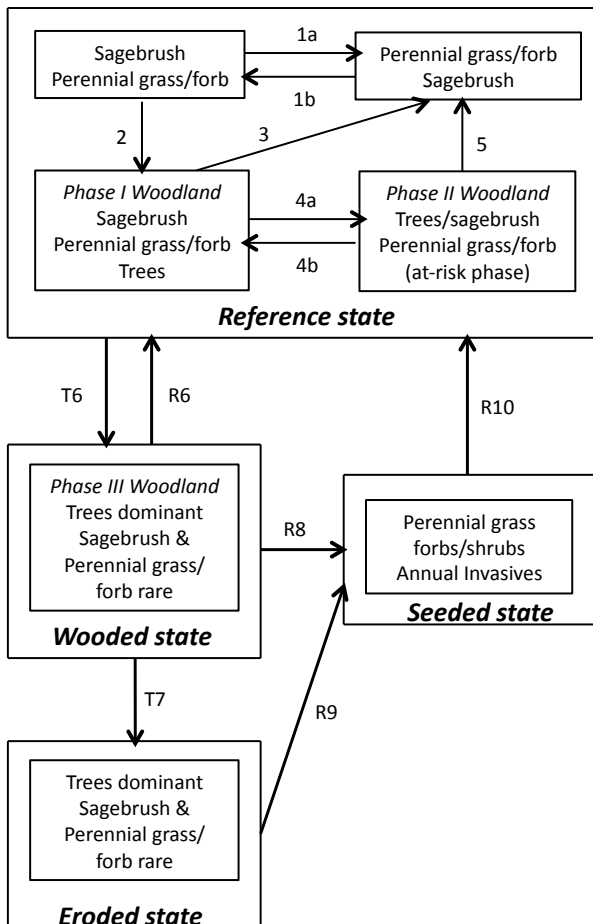 Sagebrush
Perennial grass/forb
1a
1b
Perennial grass/forb
Sagebrush
2
3
5
Phase I Woodland
Sagebrush
Perennial grass/forb
Trees
4a
4b
Phase II Woodland
Trees/sagebrush
Perennial grass/forb
(at-risk phase)
Reference state
T6
R6
R10
Phase III Woodland
Trees dominant
Sagebrush &
Perennial grass/
forb rare
Wooded state
R8
Perennial grass
forbs/shrubs
Annual Invasives
Seeded state
T7
R9
Trees dominant
Sagebrush &
Perennial grass/
forb rare
Eroded state